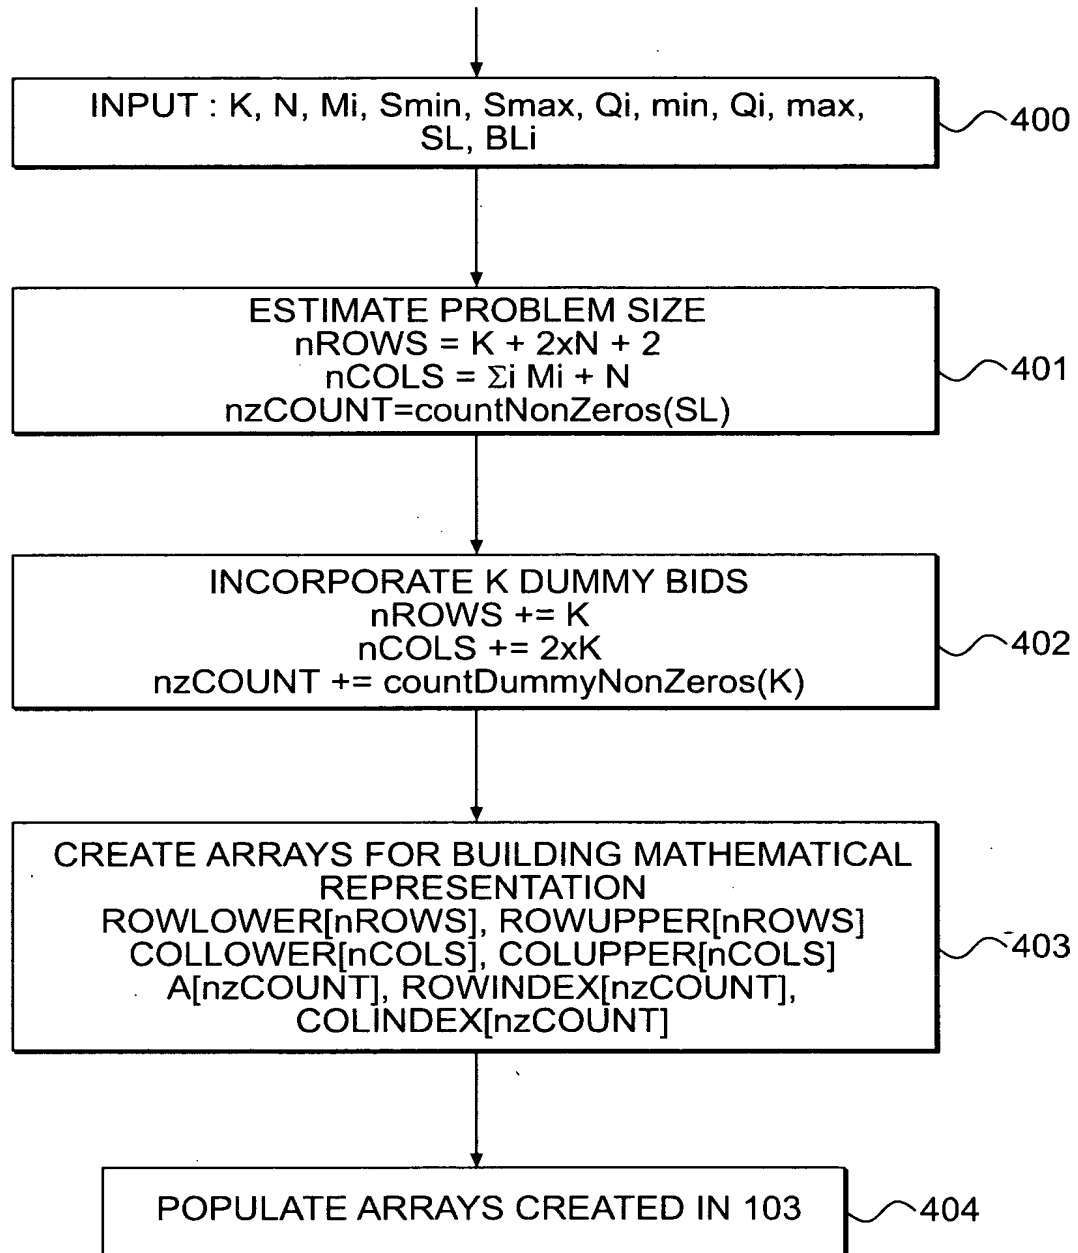 INPUT : K, N, Mi, Smin, Smax, Qi, min, Qi, max,
SL, BLi
400
ESTIMATE PROBLEM SIZE
nROWS = K + 2xN + 2
nCOLS = Σi Mi + N
nzCOUNT=countNonZeros(SL)
401
INCORPORATE K DUMMY BIDS
nROWS += K
nCOLS += 2xK
nzCOUNT += countDummyNonZeros(K)
402
CREATE ARRAYS FOR BUILDING MATHEMATICAL
REPRESENTATION
ROWLOWER[nROWS], ROWUPPER[nROWS]
COLLOWER[nCOLS], COLUPPER[nCOLS]
A[nzCOUNT], ROWINDEX[nzCOUNT],
COLINDEX[nzCOUNT]
403
POPULATE ARRAYS CREATED IN 103
404